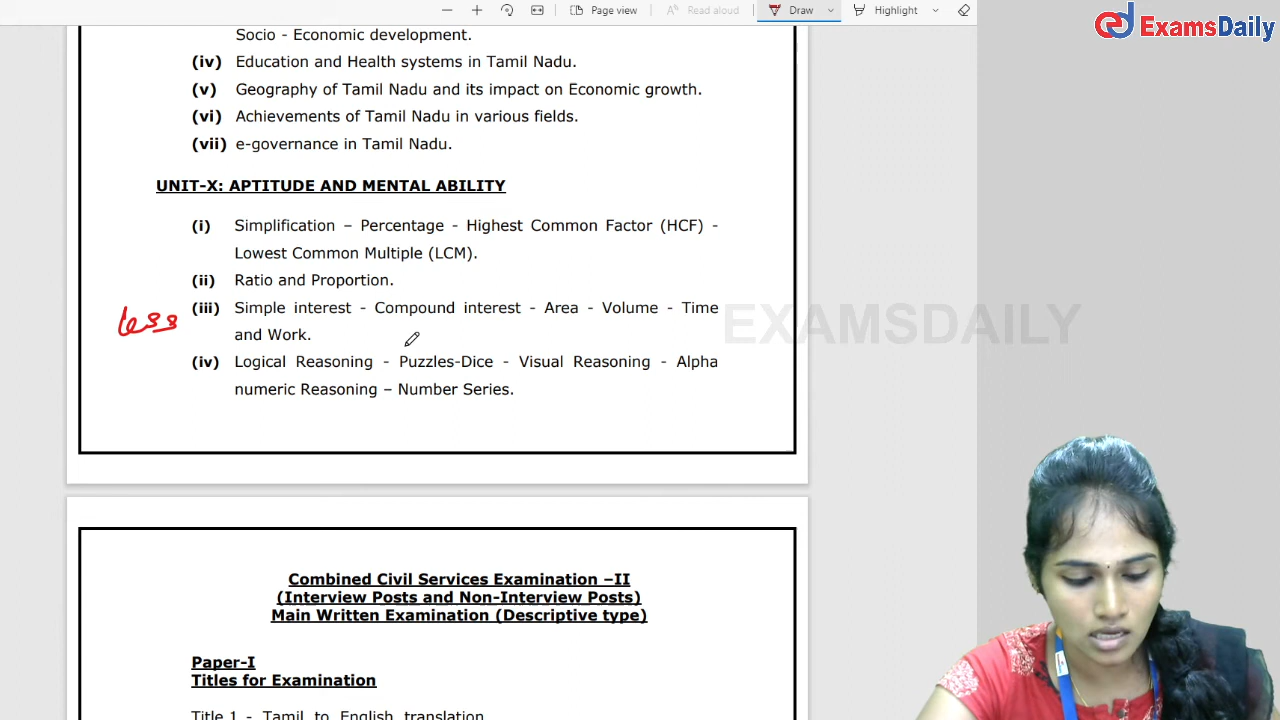 Page view
Read aloud
Draw
Highlight
ExamsDaily
Socio - Economic development.
(iv) Education and Health systems in Tamil Nadu.
(v) Geography of Tamil Nadu and its impact on Economic growth.
(vi) Achievements of Tamil Nadu in various fields.
(vii) e-governance in Tamil Nadu.
UNIT-X: APTITUDE AND MENTAL ABILITY
(i) Simplification – Percentage - Highest Common Factor (HCF) -
Lowest Common Multiple (LCM).
(ii) Ratio and Proportion.
less
(iii) Simple interest - Compound interest - Area - Volume - Time
and Work.
EXAMSDAILY
(iv) Logical Reasoning - Puzzles-Dice - Visual Reasoning - Alpha
numeric Reasoning – Number Series.
Combined Civil Services Examination –II
(Interview Posts and Non-Interview Posts)
Main Written Examination (Descriptive type)
Paper-I
Titles for Examination
Title 1 - Tamil to English translation